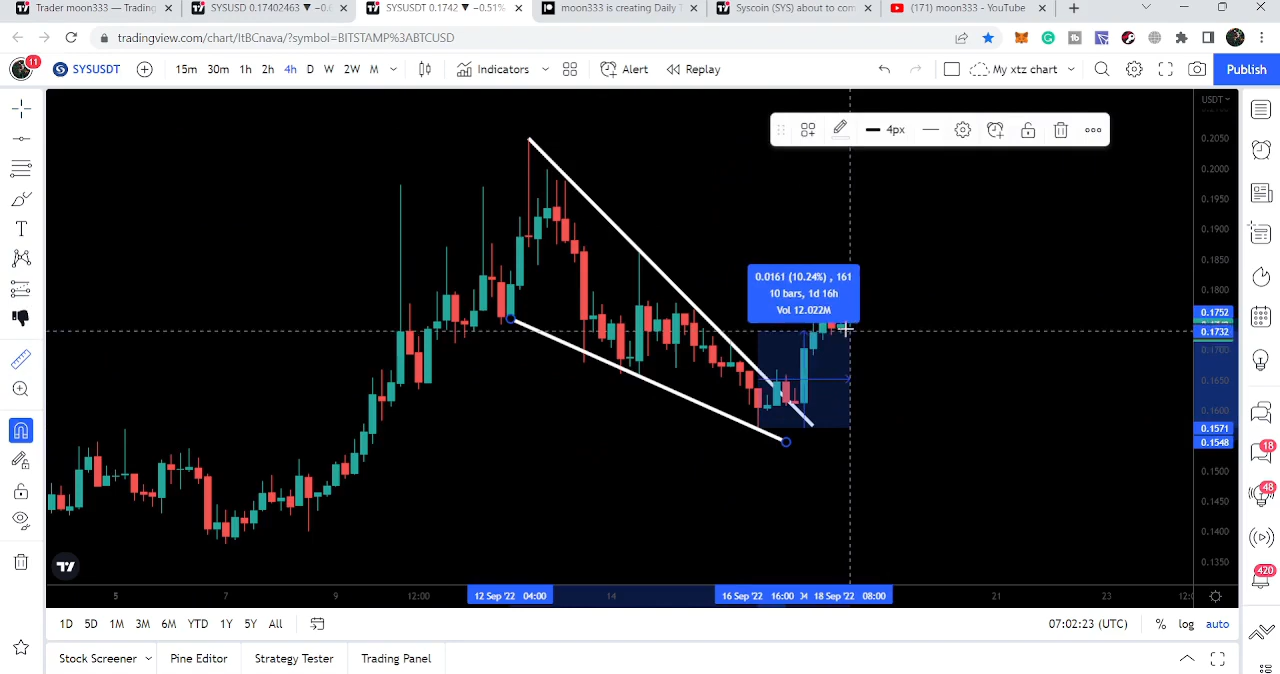 Trader moon333 — Trading
SYSUSD 0.17402463 ▼ −0.6
SYSUSDT 0.1742 ▼ −0.51%
moon333 is creating Daily T
Syscoin (SYS) about to com
(171) moon333 - YouTube
tradingview.com/chart/ItBCnava/?symbol=BITSTAMP%3ABTCUSD
11
SYSUSDT
15m 30m 1h 2h 4h D W 2W M
Indicators
Alert
Replay
My xtz chart
Publish
4px
USDT
0.2050
0.2000
0.1950
0.1900
0.1850
0.1800
0.1752
0.1732
0.1700
0.1650
0.1600
0.1571
0.1548
0.1500
0.1450
0.1400
0.1350
0.0161 (10.24%) , 161
10 bars, 1d 16h
Vol 12.022M
18
48
420
5 7 9 12:00 12 Sep '22 04:00 14 16 Sep '22 16:00 18 Sep '22 08:00 21 23
1D 5D 1M 3M 6M YTD 1Y 5Y All
07:02:23 (UTC)
% log auto
Stock Screener
Pine Editor
Strategy Tester
Trading Panel